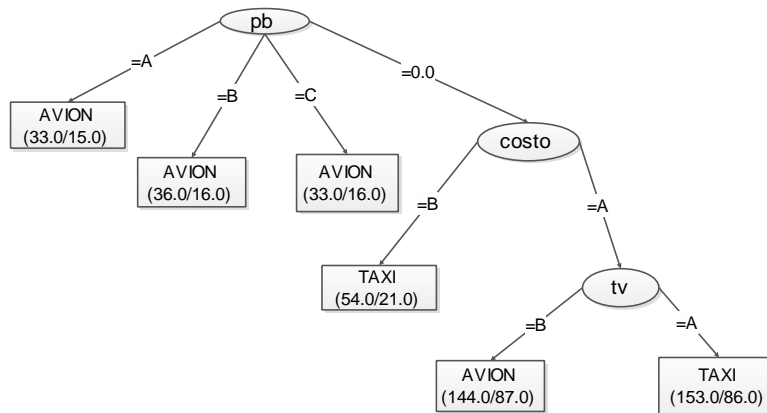 pb
=A
=B
=C
=0.0
AVION
(33.0/15.0)
AVION
(36.0/16.0)
AVION
(33.0/16.0)
costo
=B
=A
TAXI
(54.0/21.0)
tv
=B
=A
AVION
(144.0/87.0)
TAXI
(153.0/86.0)